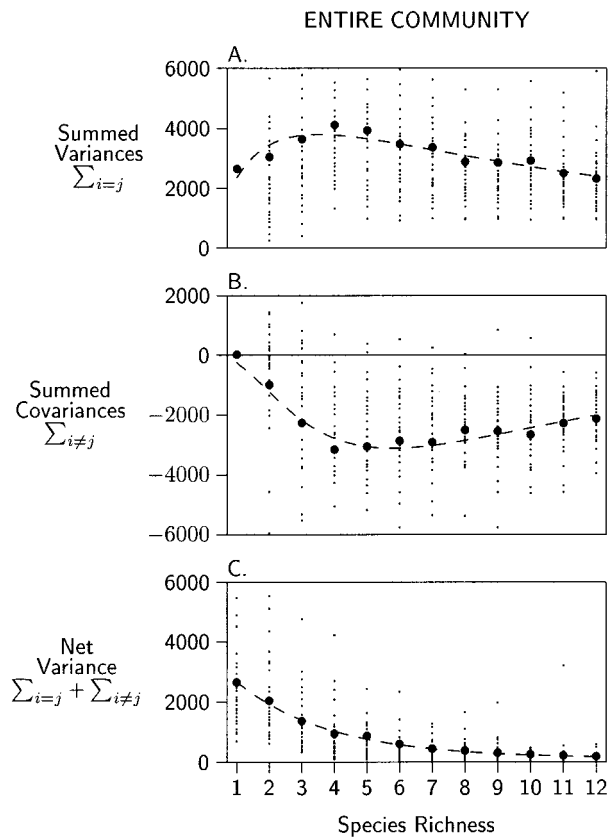 ENTIRE COMMUNITY
A.
Summed
Variances
∑i=j
6000
4000
2000
0
B.
Summed
Covariances
∑i≠j
2000
0
−2000
−4000
−6000
C.
Net
Variance
∑i=j + ∑i≠j
6000
4000
2000
0
1 2 3 4 5 6 7 8 9 10 11 12
Species Richness